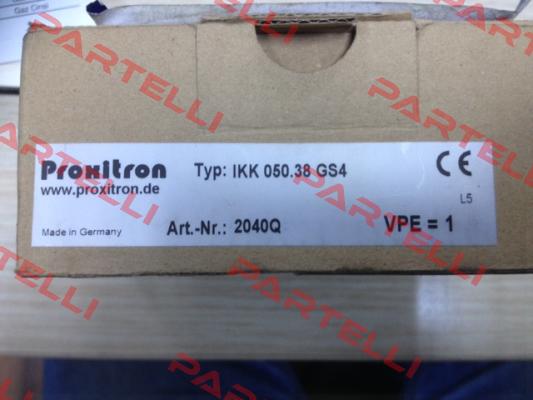 Proxitron
www.proxitron.de
Typ: IKK 050.38 GS4
CE
L5
Made in Germany
Art.-Nr.: 2040Q
VPE = 1
PARTELLI
PARTELLI
PARTELLI
PARTELLI
PARTELLI
PARTELLI